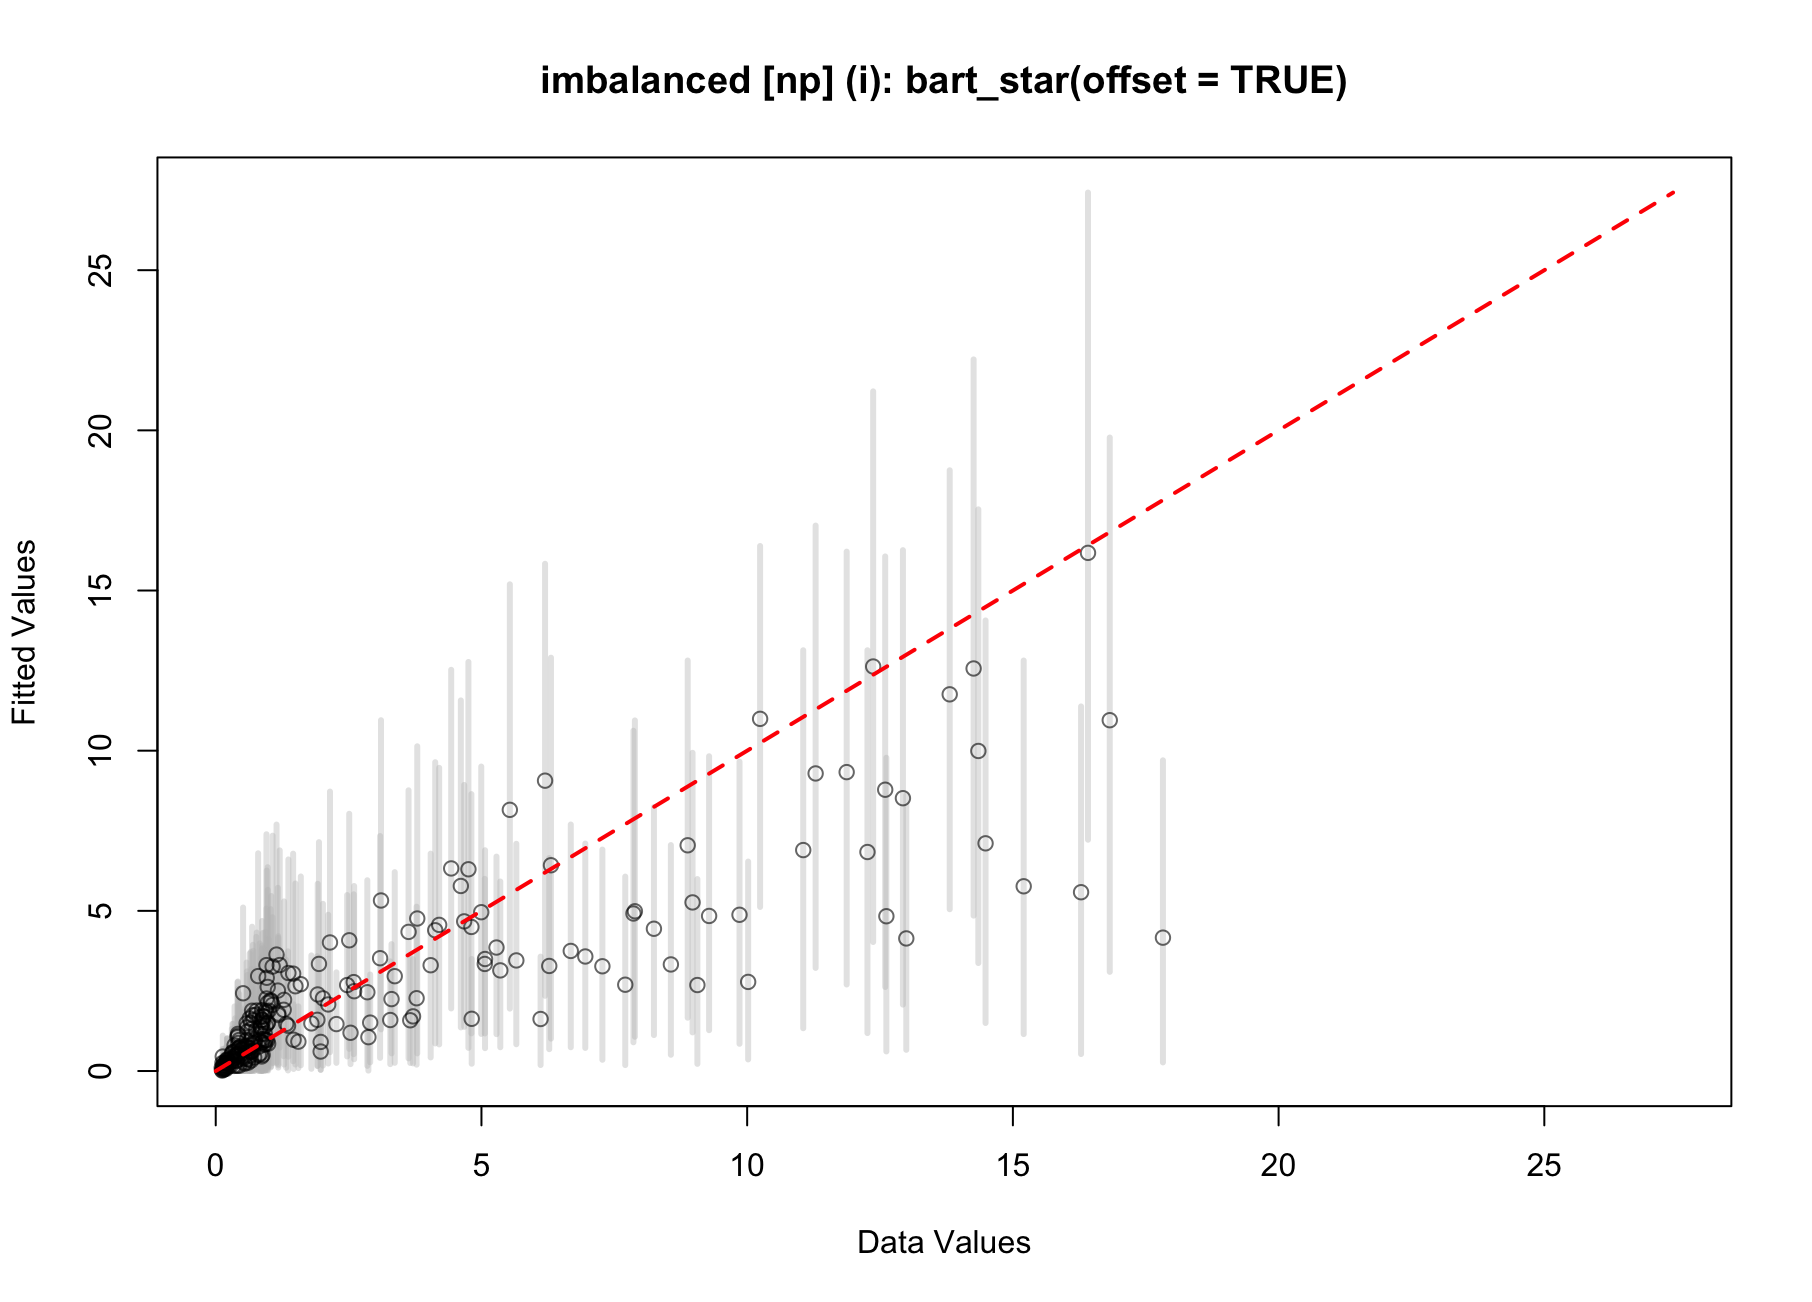 imbalanced [np] (i): bart_star(offset = TRUE)
25
20
15
10
5
0
Fitted Values
0 5 10 15 20 25
Data Values